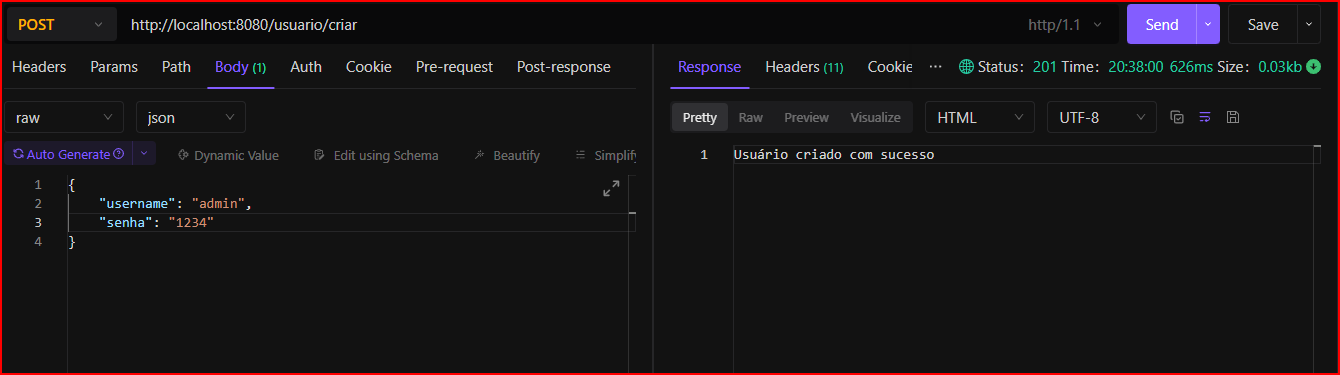 POST http://localhost:8080/usuario/criar http/1.1 Send Save
Headers Params Path Body (1) Auth Cookie Pre-request Post-response
Response Headers (11) Cookie ··· Status: 201 Time: 20:38:00 626ms Size: 0.03kb
raw json
Pretty Raw Preview Visualize HTML UTF-8
Auto Generate Dynamic Value Edit using Schema Beautify Simplify
1 {
2 "username": "admin",
3 "senha": "1234"
4 }
1 Usuário criado com sucesso